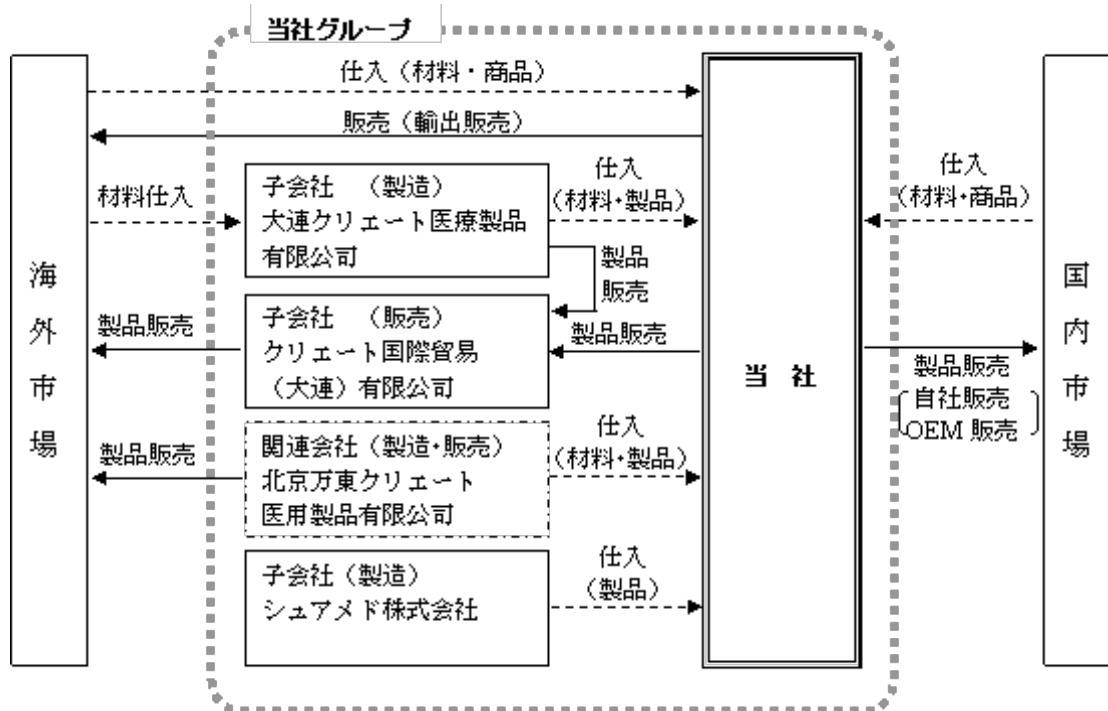 当社グループ
仕入（材料・商品）
販売（輸出販売）
材料仕入
子会社　（製造）
大連クリエート医療製品
有限公司
仕入
（材料・製品）
仕入
（材料・商品）
製品
販売
海外市場
製品販売
子会社　（販売）
クリエート国際貿易
（大連）有限公司
製品販売
当　社
製品販売
自社販売
OEM 販売
国内市場
製品販売
関連会社（製造・販売）
北京万東クリエート
医用製品有限公司
仕入
（材料・製品）
子会社（製造）
シュアメド株式会社
仕入
（製品）